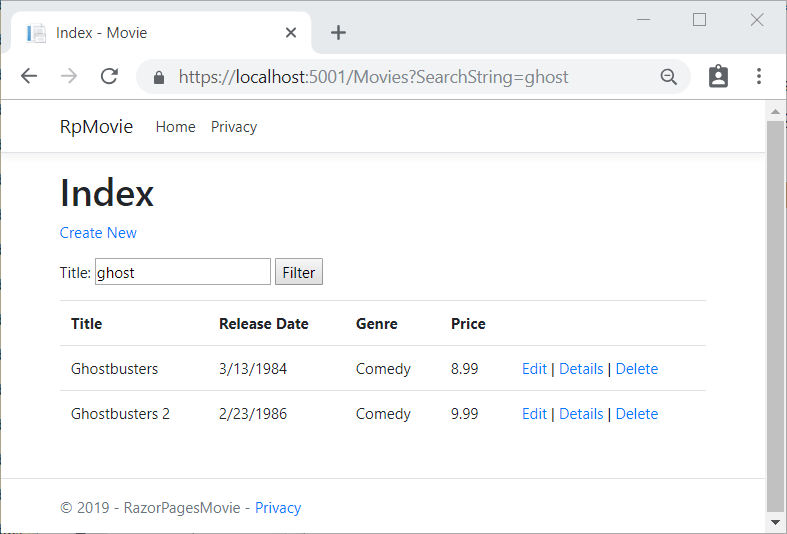 Index - Movie
https://localhost:5001/Movies?SearchString=ghost
RpMovie Home Privacy
Index
Create New
Title: ghost Filter
Title Release Date Genre Price
Ghostbusters 3/13/1984 Comedy 8.99 Edit | Details | Delete
Ghostbusters 2 2/23/1986 Comedy 9.99 Edit | Details | Delete
© 2019 - RazorPagesMovie - Privacy